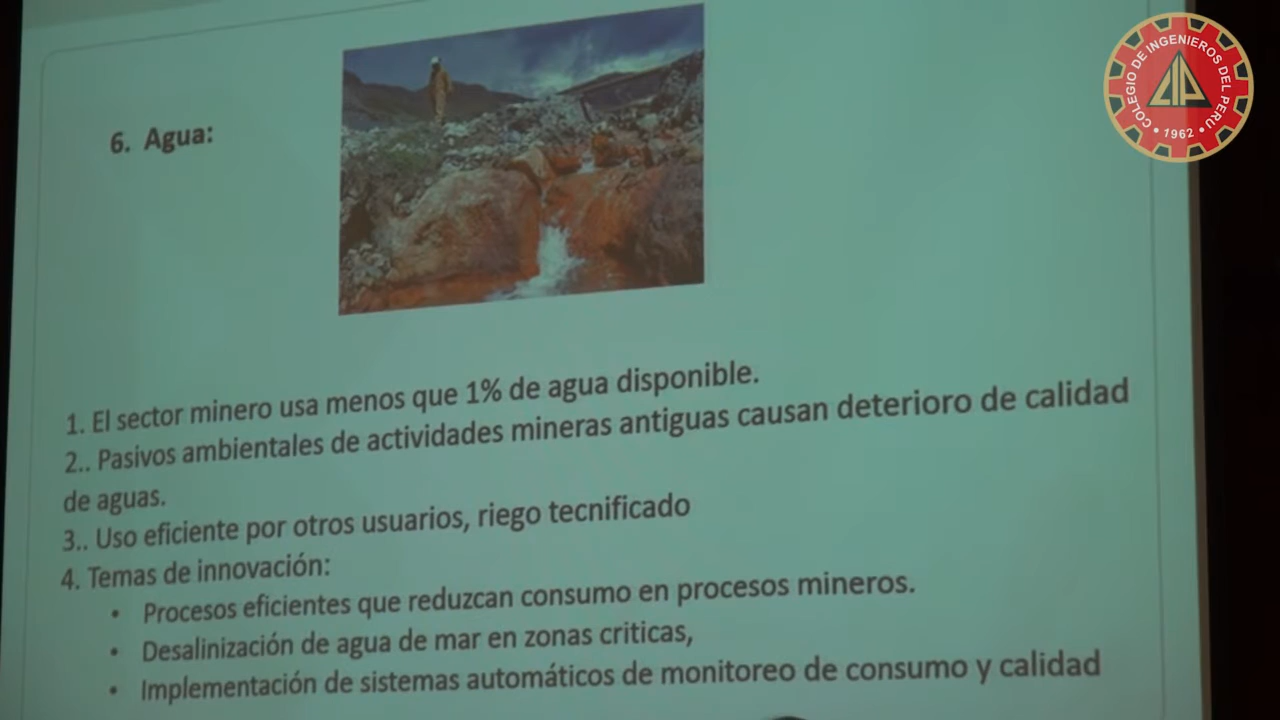 COLEGIO DE INGENIEROS DEL PERU
CIP
• 1962 •
6. Agua:
1. El sector minero usa menos que 1% de agua disponible.
2.. Pasivos ambientales de actividades mineras antiguas causan deterioro de calidad
de aguas.
3.. Uso eficiente por otros usuarios, riego tecnificado
4. Temas de innovación:
• Procesos eficientes que reduzcan consumo en procesos mineros.
• Desalinización de agua de mar en zonas criticas,
• Implementación de sistemas automáticos de monitoreo de consumo y calidad